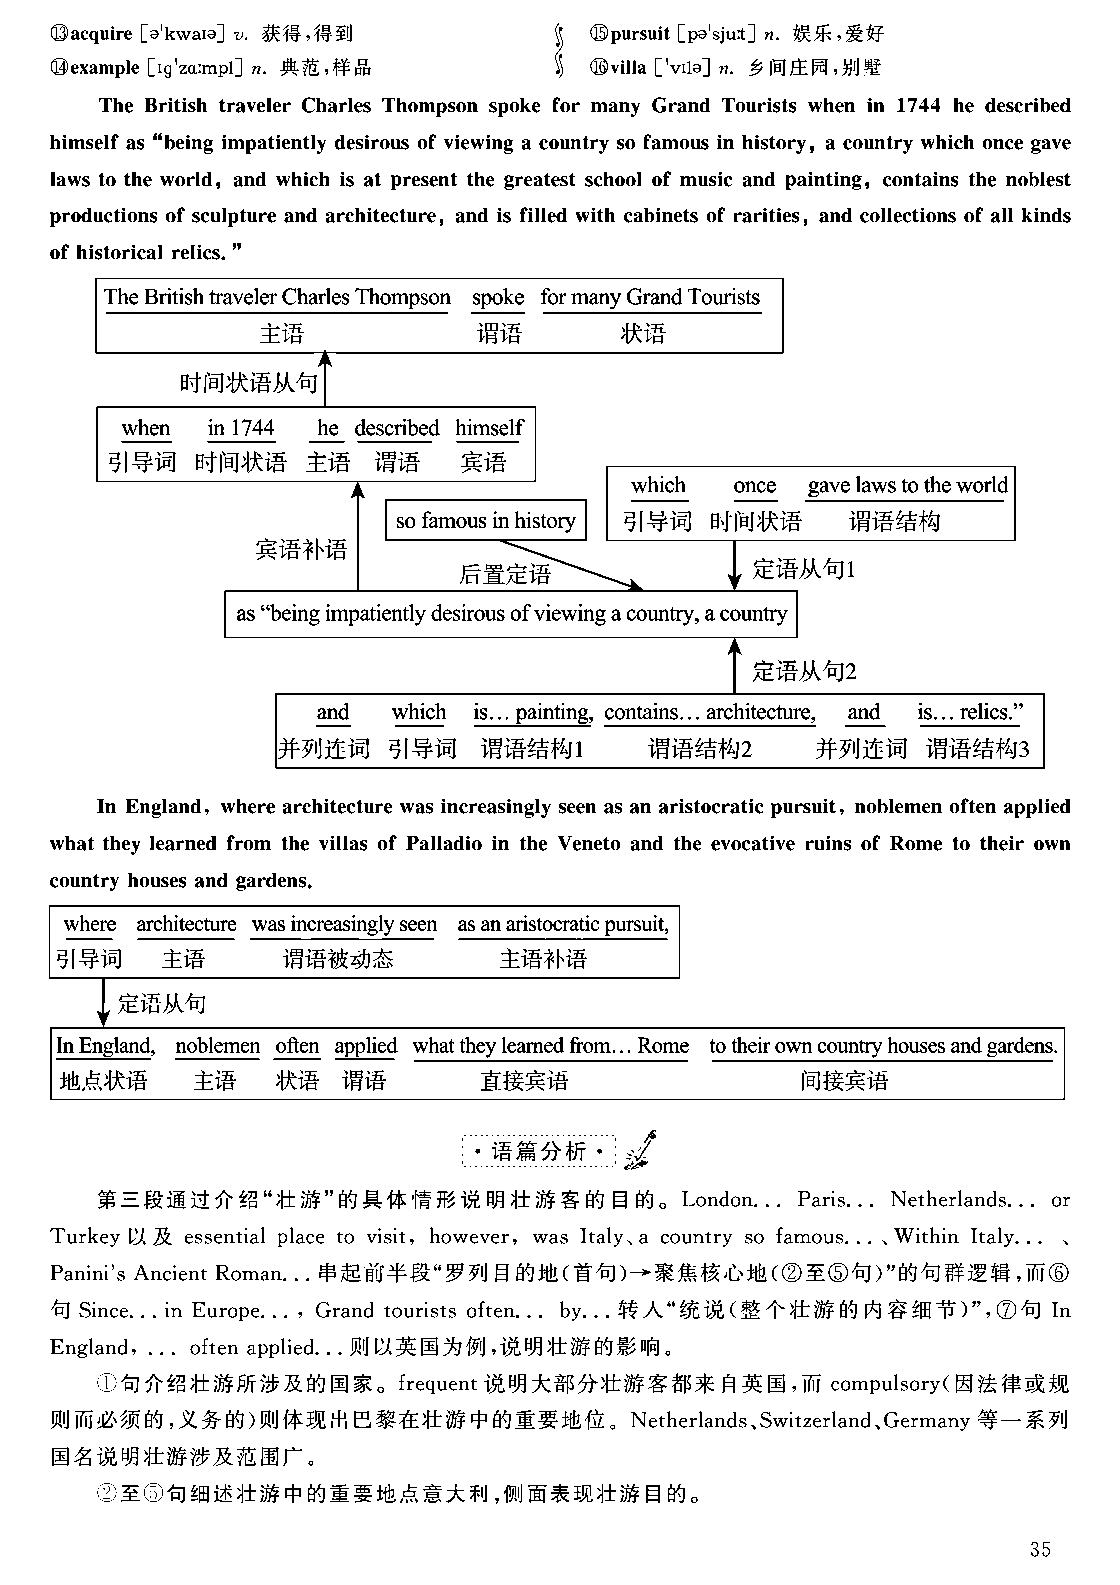 ⑬acquire [ə'kwaɪə] v. 获得,得到
⑭example [ɪɡ'zɑːmpl] n. 典范,样品
⑮pursuit [pə'sjuːt] n. 娱乐,爱好
⑯villa ['vɪlə] n. 乡间庄园,别墅
The British traveler Charles Thompson spoke for many Grand Tourists when in 1744 he described
himself as “being impatiently desirous of viewing a country so famous in history, a country which once gave
laws to the world, and which is at present the greatest school of music and painting, contains the noblest
productions of sculpture and architecture, and is filled with cabinets of rarities, and collections of all kinds
of historical relics.”
The British traveler Charles Thompson spoke for many Grand Tourists
主语 谓语 状语
时间状语从句
when in 1744 he described himself
引导词 时间状语 主语 谓语 宾语
which once gave laws to the world
引导词 时间状语 谓语结构
so famous in history
宾语补语
后置定语
定语从句1
as “being impatiently desirous of viewing a country, a country
定语从句2
and which is... painting, contains... architecture, and is... relics.”
并列连词 引导词 谓语结构1 谓语结构2 并列连词 谓语结构3
In England, where architecture was increasingly seen as an aristocratic pursuit, noblemen often applied
what they learned from the villas of Palladio in the Veneto and the evocative ruins of Rome to their own
country houses and gardens.
where architecture was increasingly seen as an aristocratic pursuit,
引导词 主语 谓语被动态 主语补语
定语从句
In England, noblemen often applied what they learned from... Rome to their own country houses and gardens.
地点状语 主语 状语 谓语 直接宾语 间接宾语
·语篇分析·
第三段通过介绍“壮游”的具体情形说明壮游客的目的。London... Paris... Netherlands... or
Turkey 以及 essential place to visit, however, was Italy、a country so famous...、Within Italy... 、
Panini's Ancient Roman...串起前半段“罗列目的地(首句)→聚焦核心地(②至⑤句)”的句群逻辑,而⑥
句 Since... in Europe..., Grand tourists often... by...转人“统说(整个壮游的内容细节)”,⑦句 In
England, ... often applied...则以英国为例,说明壮游的影响。
①句介绍壮游所涉及的国家。frequent 说明大部分壮游客都来自英国,而 compulsory(因法律或规
则而必须的,义务的)则体现出巴黎在壮游中的重要地位。Netherlands、Switzerland、Germany 等一系列
国名说明壮游涉及范围广。
②至⑤句细述壮游中的重要地点意大利,侧面表现壮游目的。
35